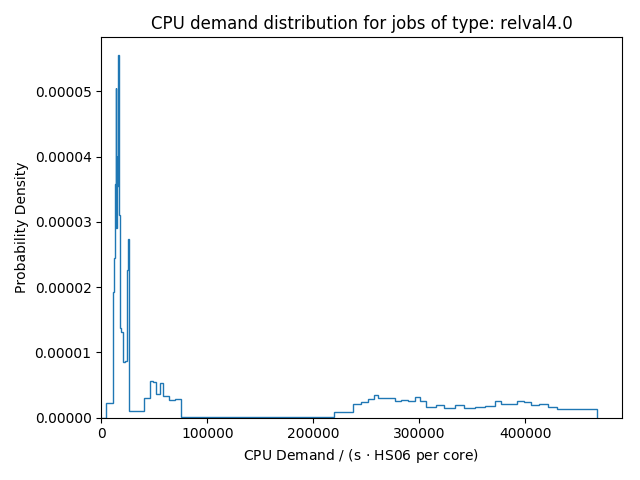 CPU demand distribution for jobs of type: relval4.0
Probability Density
0.00005
0.00004
0.00003
0.00002
0.00001
0.00000
0 100000 200000 300000 400000
CPU Demand / (s · HS06 per core)